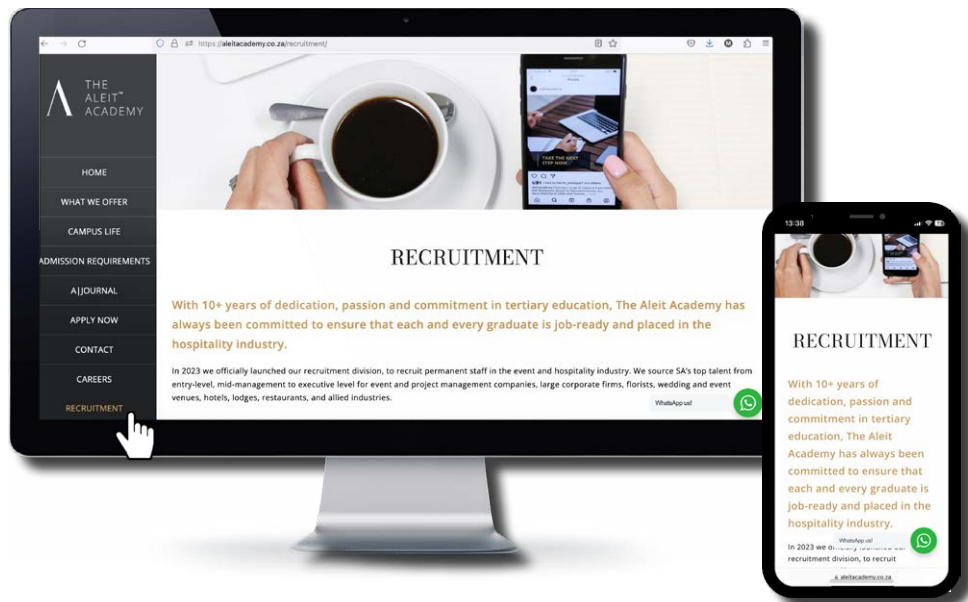 https://aleitacademy.co.za/recruitment/
THE
ALEIT™
ACADEMY
HOME
WHAT WE OFFER
CAMPUS LIFE
ADMISSION REQUIREMENTS
A|JOURNAL
APPLY NOW
CONTACT
CAREERS
RECRUITMENT
TAKE THE NEXT
STEP NOW
RECRUITMENT
With 10+ years of dedication, passion and commitment in tertiary education, The Aleit Academy has
always been committed to ensure that each and every graduate is job-ready and placed in the
hospitality industry.
In 2023 we officially launched our recruitment division, to recruit permanent staff in the event and hospitality industry. We source SA's top talent from
entry-level, mid-management to executive level for event and project management companies, large corporate firms, florists, wedding and event
venues, hotels, lodges, restaurants, and allied industries.
WhatsApp us!
13:38
RECRUITMENT
With 10+ years of
dedication, passion and
commitment in tertiary
education, The Aleit
Academy has always been
committed to ensure that
each and every graduate is
job-ready and placed in the
hospitality industry.
In 2023 we officially launched our
WhatsApp us!
recruitment division, to recruit
aleitacademy.co.za